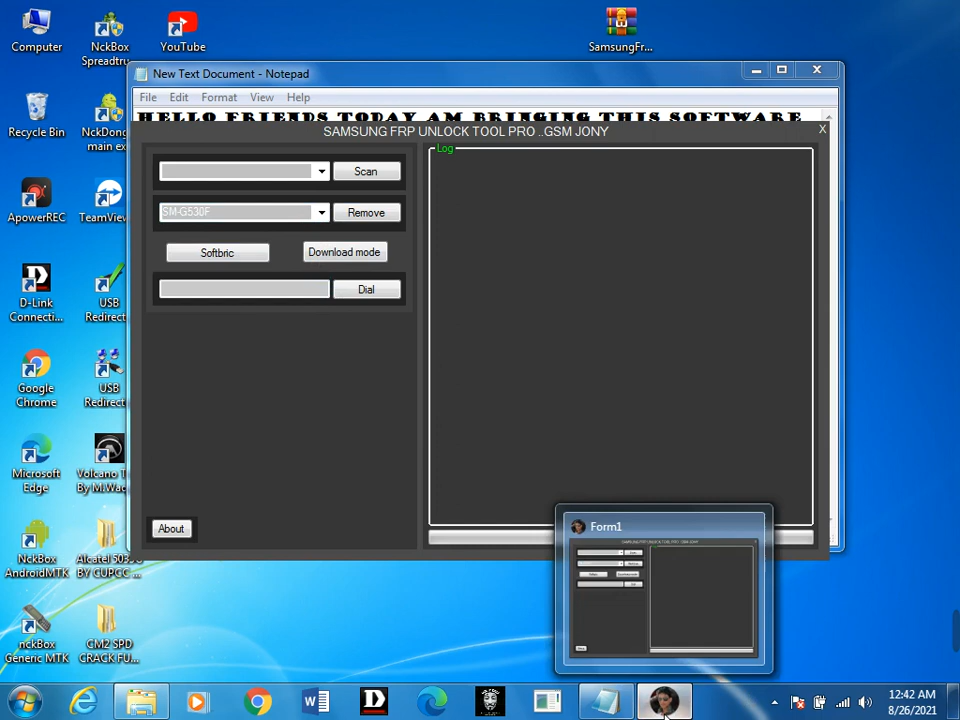 Computer
NckBox
Spreadtru...
YouTube
SamsungFr...
Recycle Bin
NckDong...
main ex...
ApowerREC
TeamView...
D-Link
Connecti...
USB
Redirect...
Google
Chrome
USB
Redirect...
Microsoft
Edge
Volcano T...
By M.Waq...
NckBox
AndroidMTK
Alcatel 5039...
BY CUPCC ...
nckBox
Generic MTK
CM2 SPD
CRACK FU...
New Text Document - Notepad
File Edit Format View Help
HELLO FRIENDS TODAY AM BRINGING THIS SOFTWARE
SAMSUNG FRP UNLOCK TOOL PRO ..GSM JONY
X
Scan
SM-G530F
Remove
Softbric
Download mode
Dial
About
Log
Form1
12:42 AM
8/26/2021